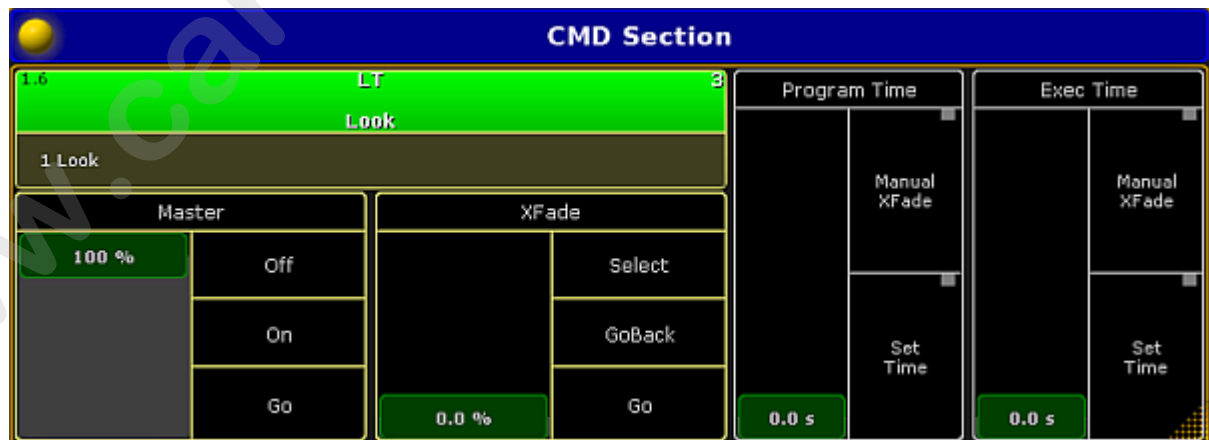 CMD Section
1.6 LT 3
Look
1 Look
Master
100 %
Off
On
Go
XFade
0.0 %
Select
GoBack
Go
Program Time
Manual
XFade
Set
Time
0.0 s
Exec Time
Manual
XFade
Set
Time
0.0 s